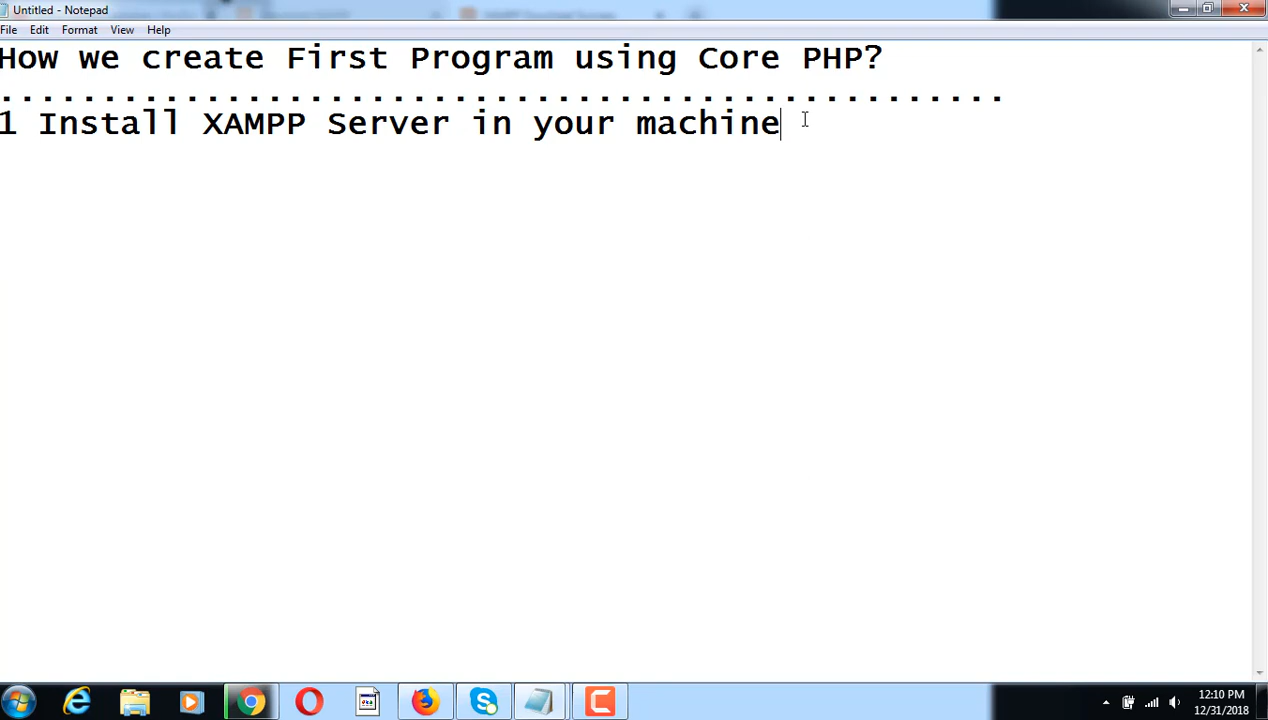 Untitled - Notepad
File Edit Format View Help
How we create First Program using Core PHP?
.................................................
1 Install XAMPP Server in your machine
12:10 PM
12/31/2018